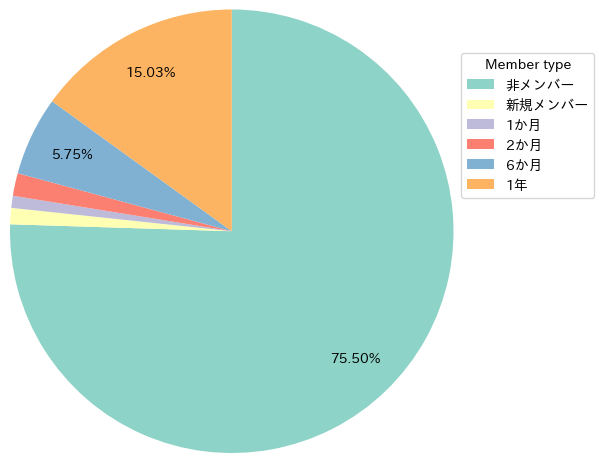 15.03%
5.75%
75.50%
Member type
非メンバー
新規メンバー
1か月
2か月
6か月
1年